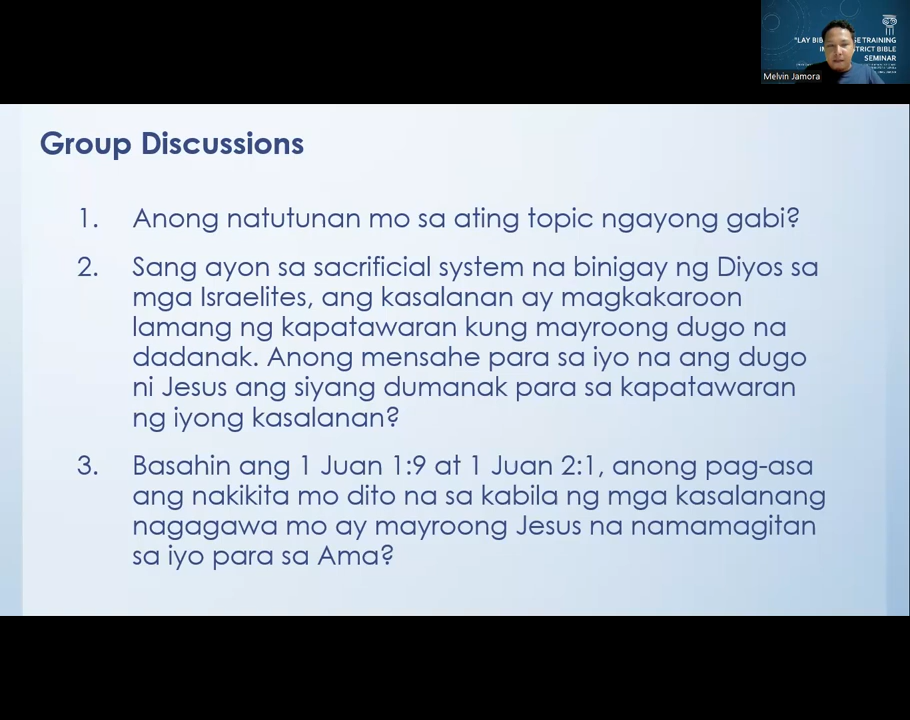 "LAY BIB
SE TRAINING
TRICT BIBLE
SEMINAR
Melvin Jamora
Group Discussions
1. Anong natutunan mo sa ating topic ngayong gabi?
2. Sang ayon sa sacrificial system na binigay ng Diyos sa
mga Israelites, ang kasalanan ay magkakaroon
lamang ng kapatawaran kung mayroong dugo na
dadanak. Anong mensahe para sa iyo na ang dugo
ni Jesus ang siyang dumanak para sa kapatawaran
ng iyong kasalanan?
3. Basahin ang 1 Juan 1:9 at 1 Juan 2:1, anong pag-asa
ang nakikita mo dito na sa kabila ng mga kasalanang
nagagawa mo ay mayroong Jesus na namamagitan
sa iyo para sa Ama?